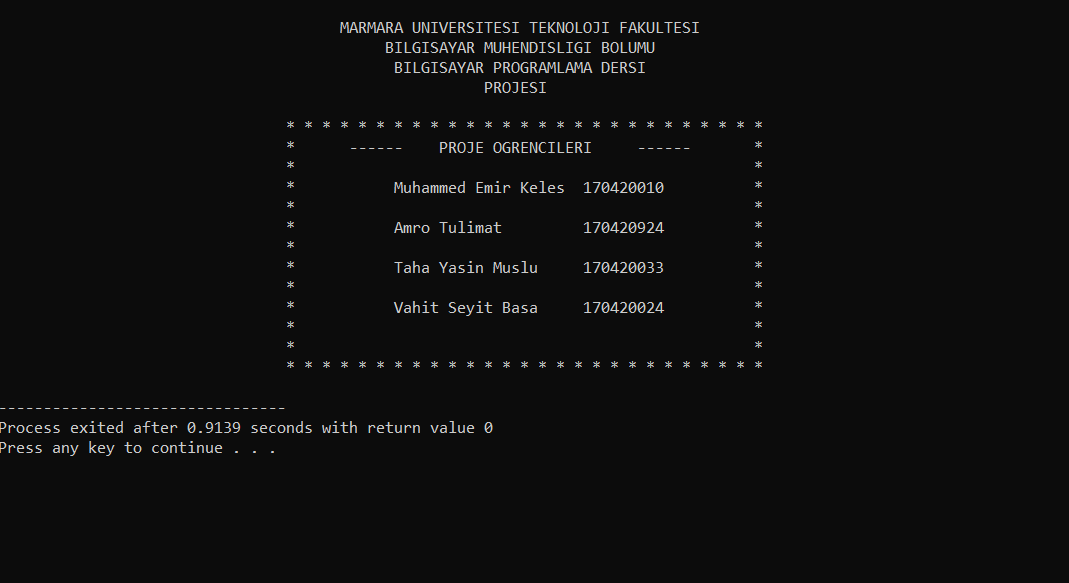 MARMARA UNIVERSITESI TEKNOLOJI FAKULTESI
BILGISAYAR MUHENDISLIGI BOLUMU
BILGISAYAR PROGRAMLAMA DERSI
PROJESI
* * * * * * * * * * * * * * * * * * * * * * * * * * *
* ------ PROJE OGRENCILERI ------ *
* *
* Muhammed Emir Keles 170420010 *
* *
* Amro Tulimat 170420924 *
* *
* Taha Yasin Muslu 170420033 *
* *
* Vahit Seyit Basa 170420024 *
* *
* *
* * * * * * * * * * * * * * * * * * * * * * * * * * *
--------------------------------
Process exited after 0.9139 seconds with return value 0
Press any key to continue . . .